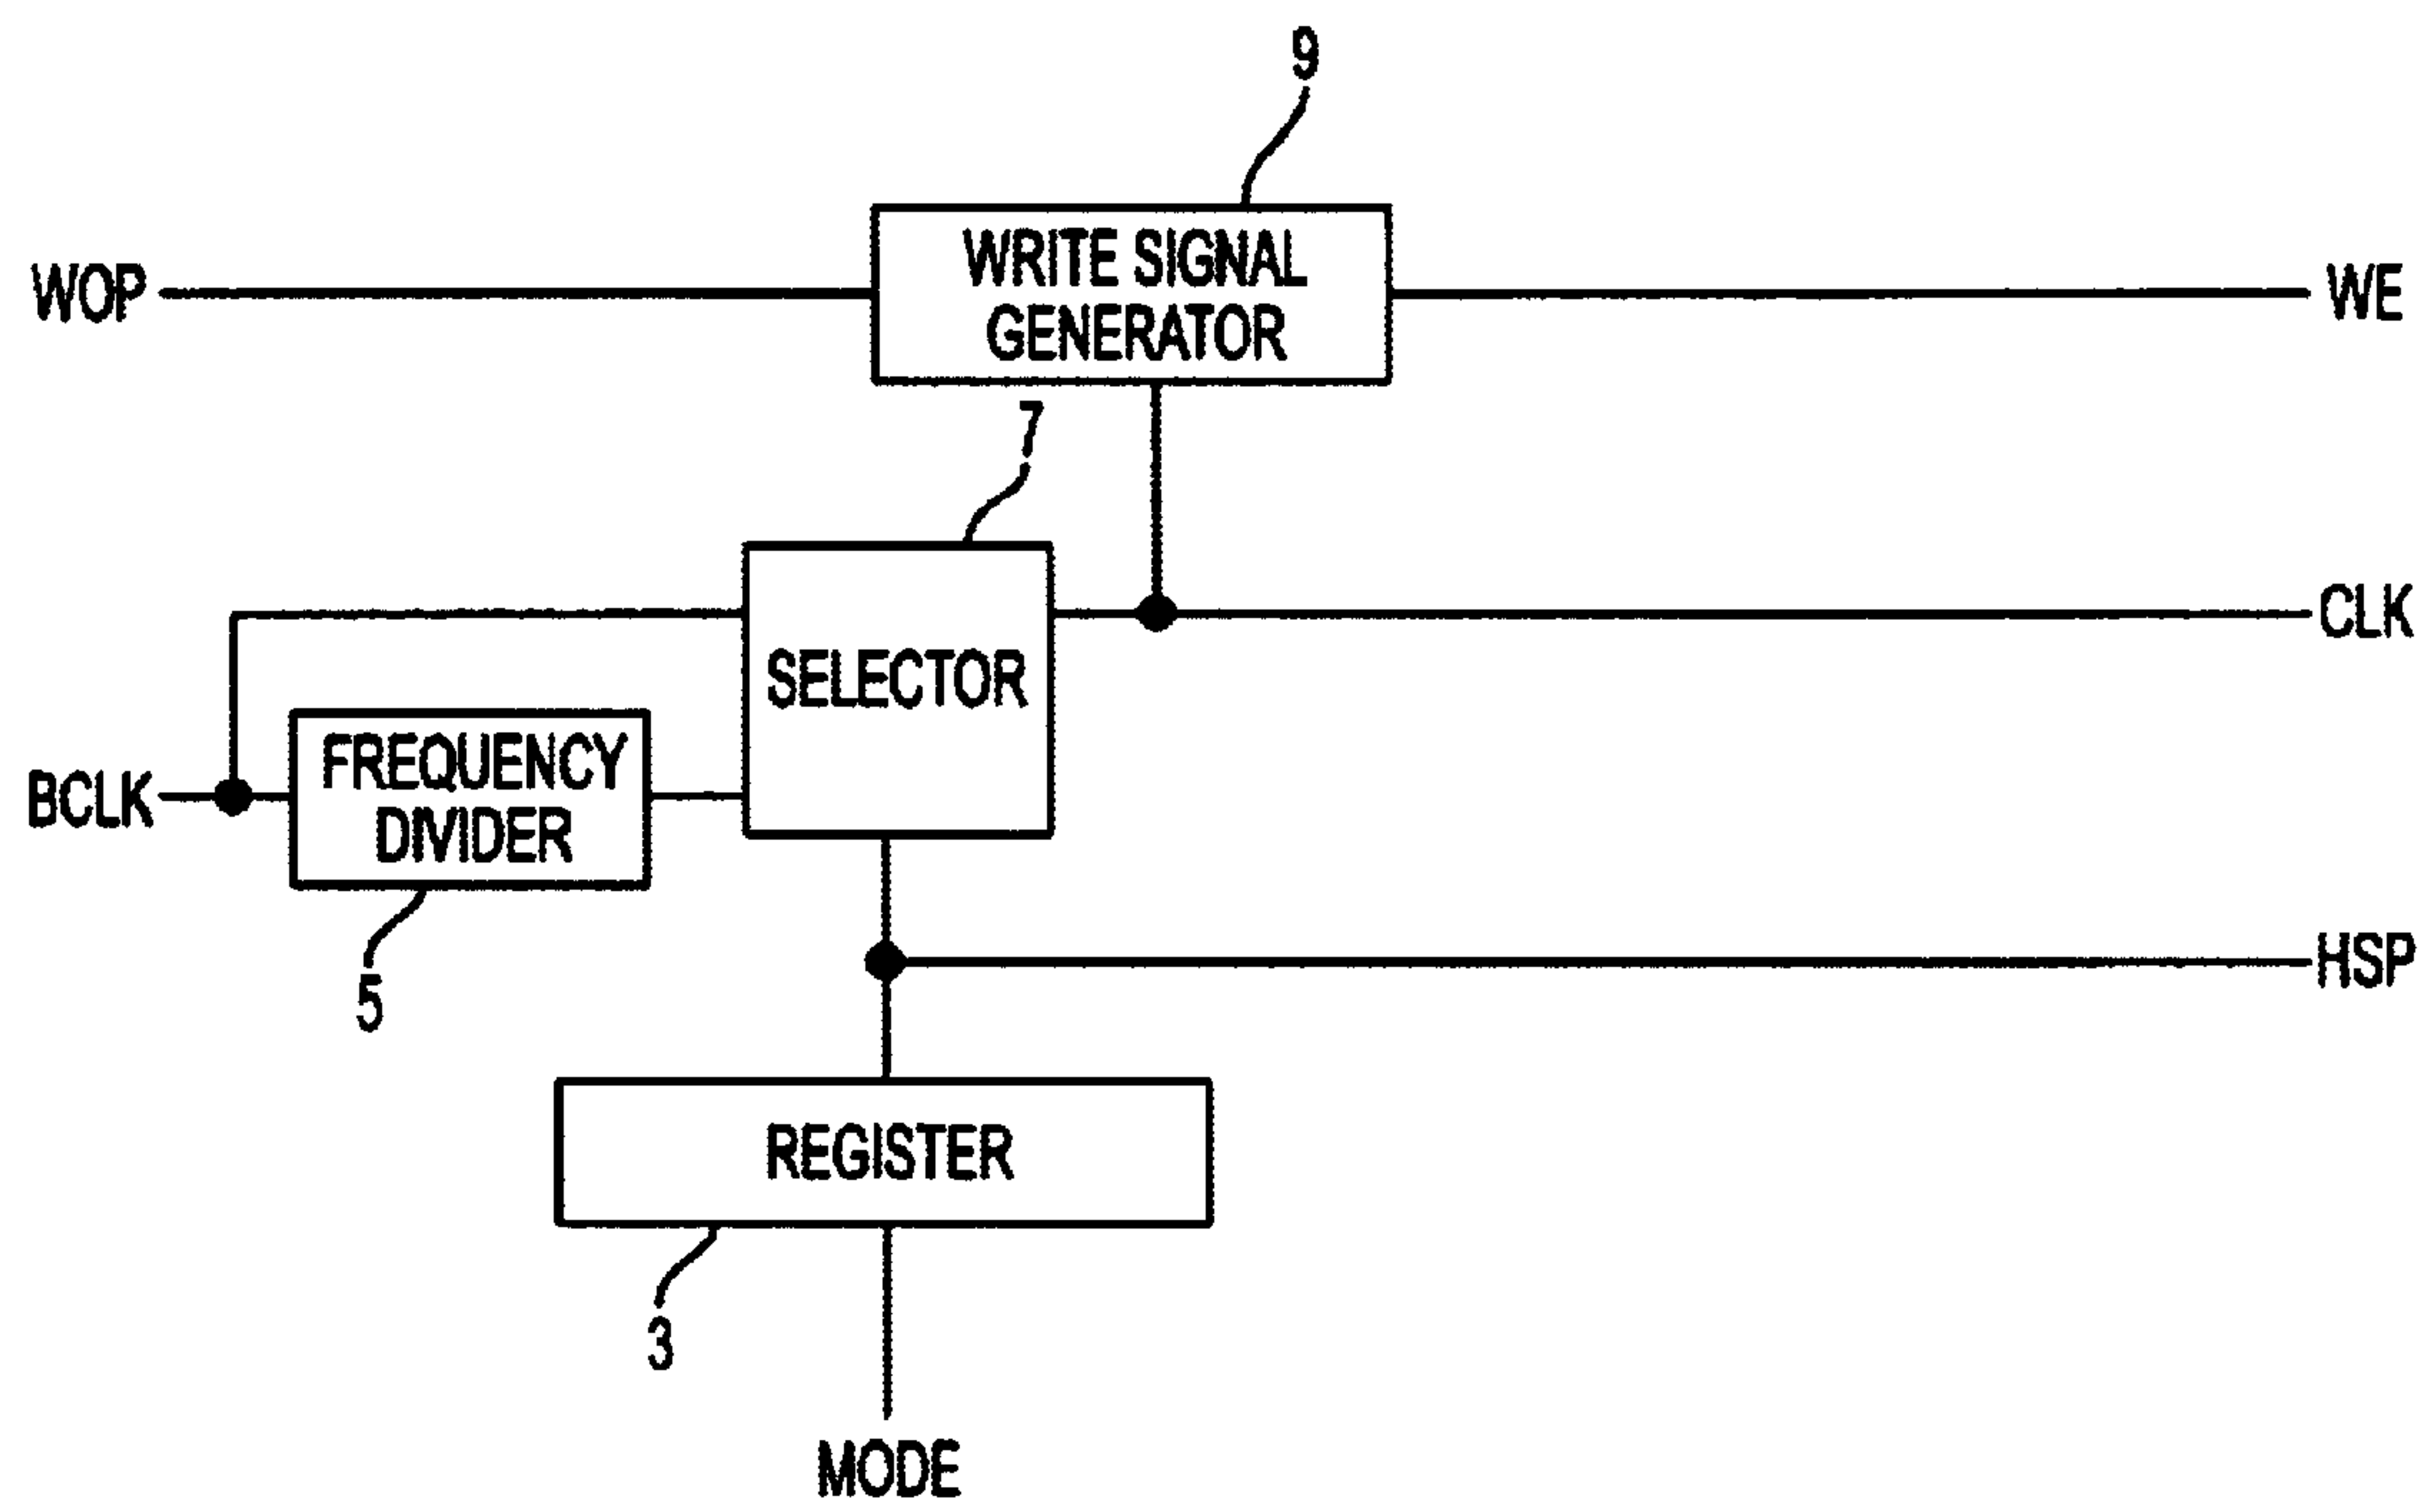 9
WRITE SIGNAL
GENERATOR
WOP
WE
7
SELECTOR
CLK
FREQUENCY
DIVIDER
BCLK
HSP
5
REGISTER
3
MODE